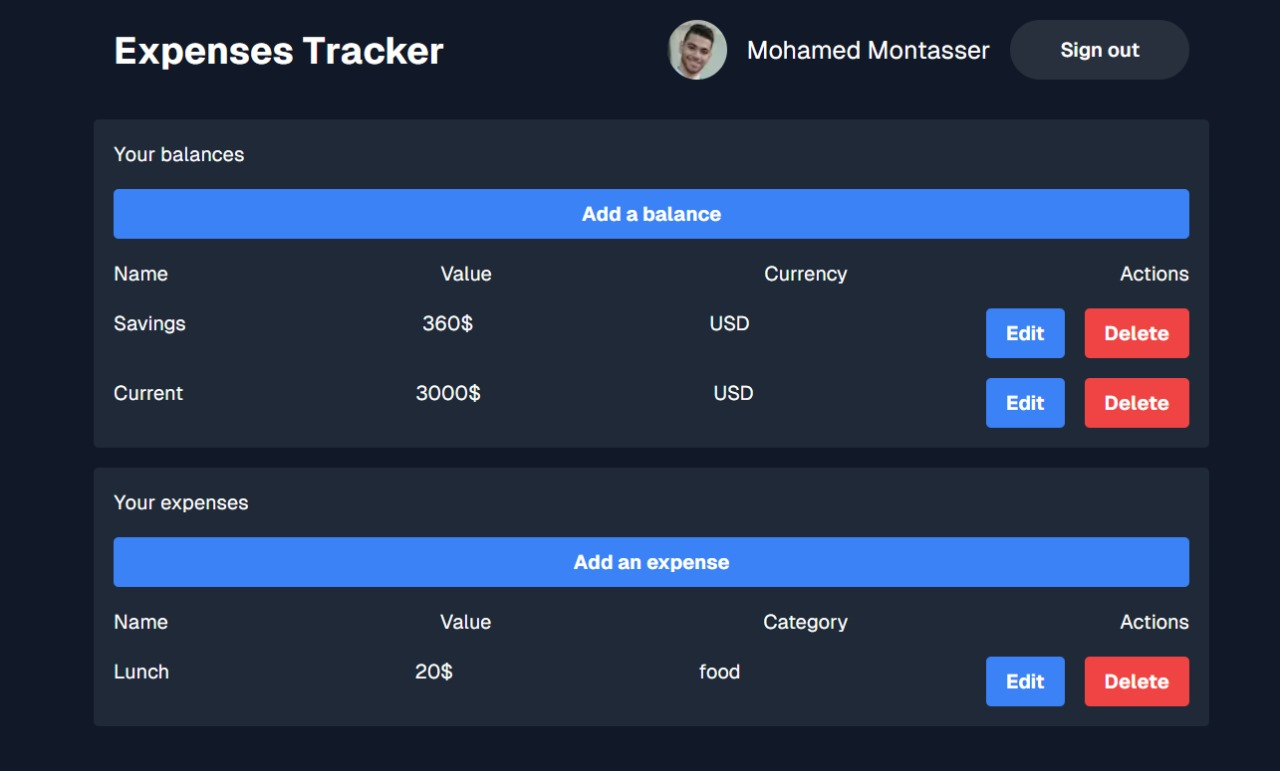 Expenses Tracker Mohamed Montasser Sign out
Your balances
Add a balance
Name Value Currency Actions
Savings 360$ USD Edit Delete
Current 3000$ USD Edit Delete
Your expenses
Add an expense
Name Value Category Actions
Lunch 20$ food Edit Delete